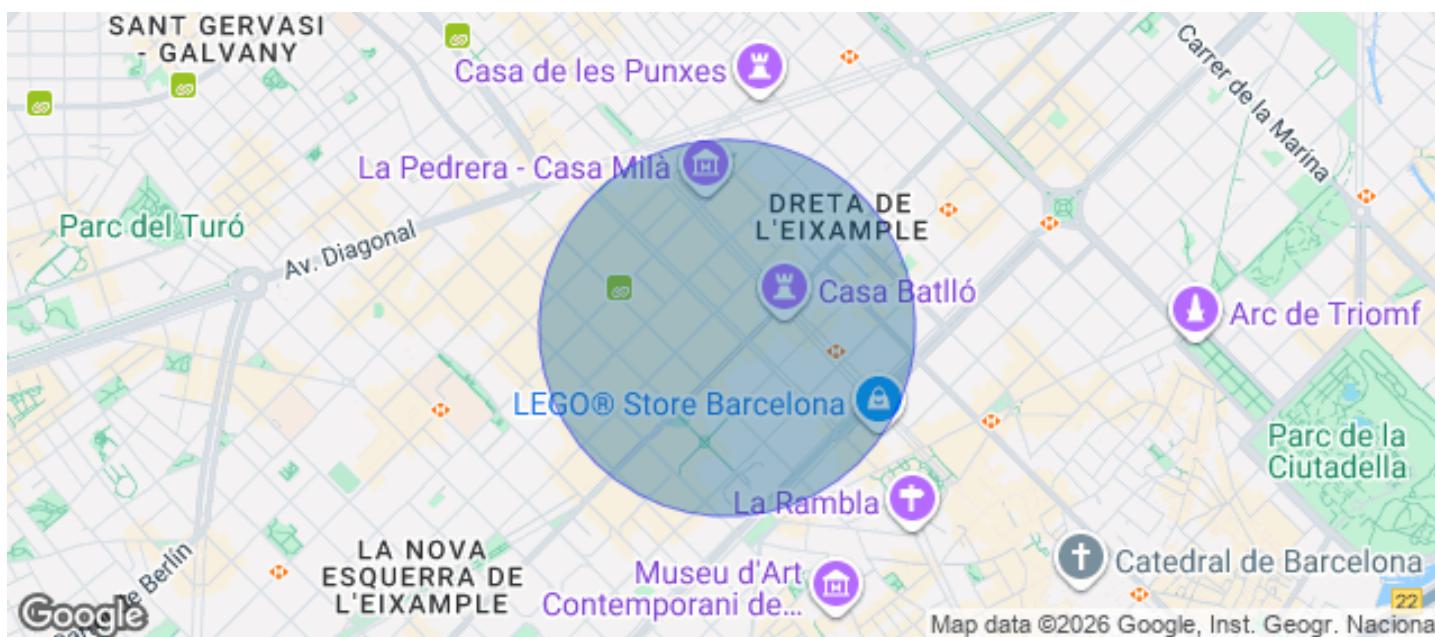 SANT GERVASI
- GALVANY
Casa de les Punxes
Carrer de la Marina
La Pedrera - Casa Milà
DRETA DE
L'EIXAMPLE
Parc del Turó
Av. Diagonal
Casa Batlló
Arc de Triomf
LEGO® Store Barcelona
Parc de la
Ciutadella
La Rambla
LA NOVA
ESQUERRA DE
L'EIXAMPLE
Museu d'Art
Contemporani de...
Catedral de Barcelona
de Berlín
22
Google
Map data ©2026 Google, Inst. Geogr. Naciona